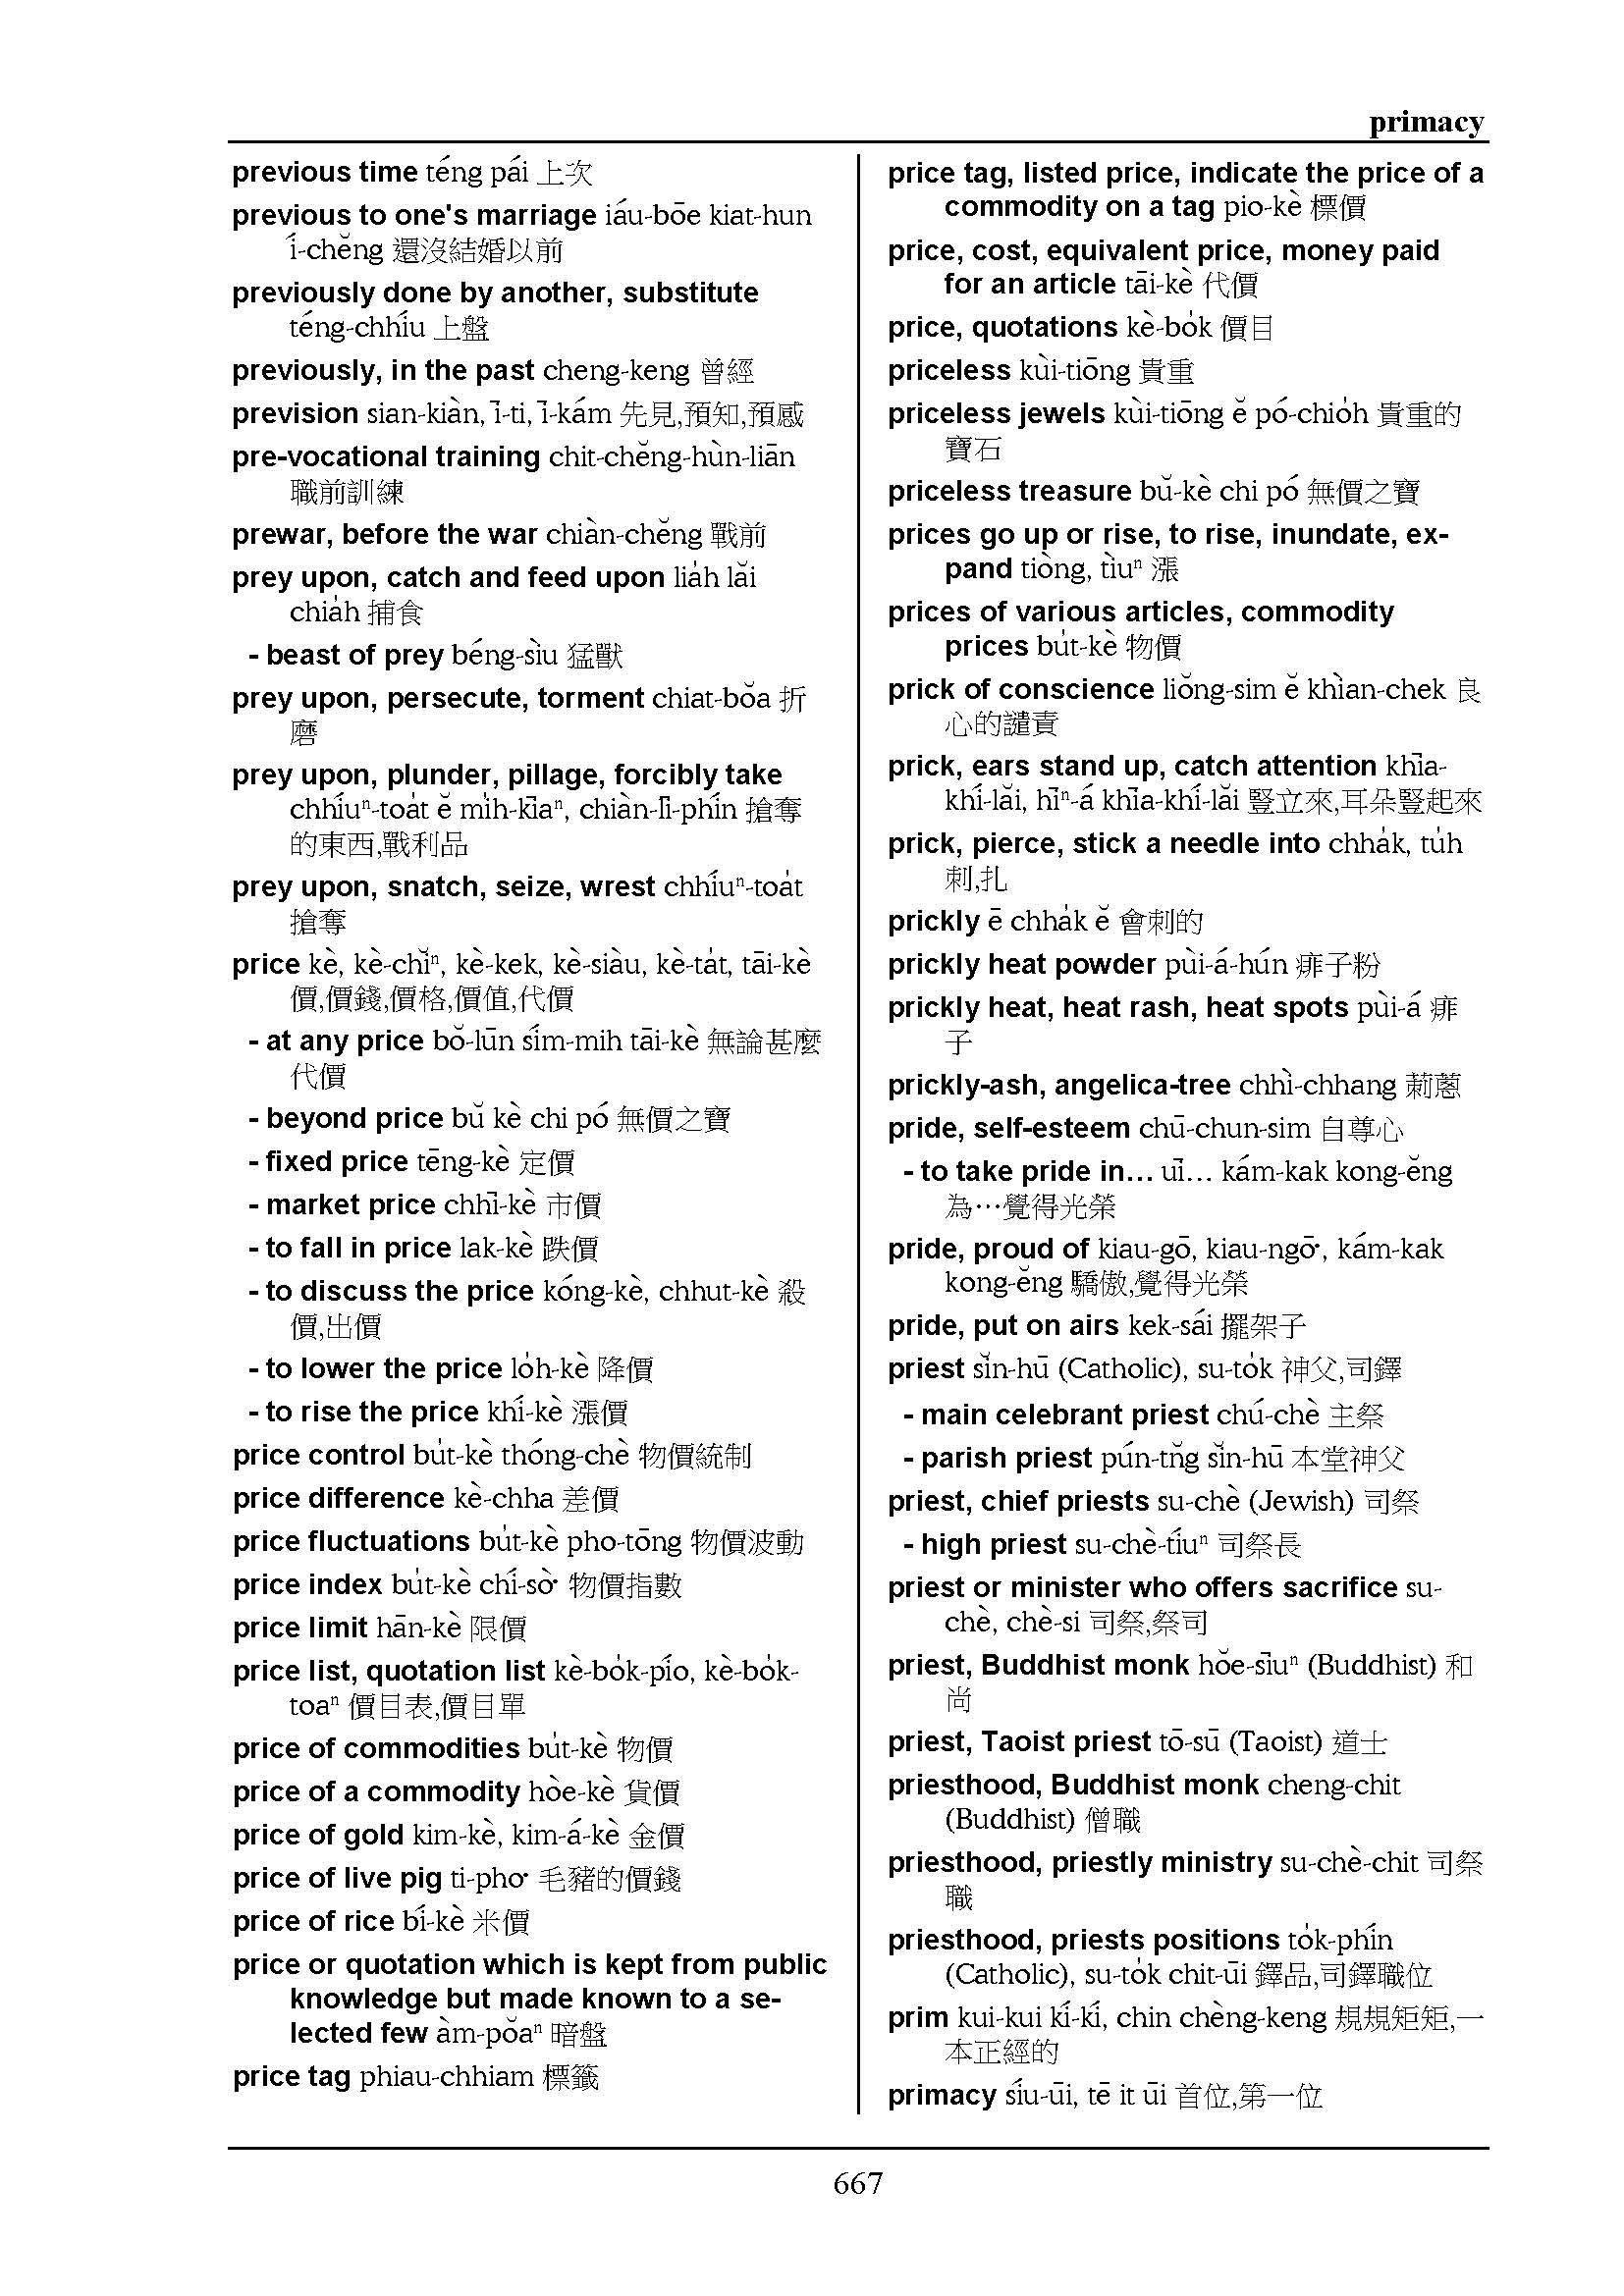 primacy
previous time téng pái 上次
previous to one's marriage iáu-bōe kiat-hun
í-chĕng 還沒結婚以前
previously done by another, substitute
téng-chhíu 上盤
previously, in the past cheng-keng 曾經
prevision sian-kiàn, ī-ti, ī-kám 先見,預知,預感
pre-vocational training chit-chĕng-hùn-liān
職前訓練
prewar, before the war chiàn-chĕng 戰前
prey upon, catch and feed upon lia̍h lăi
chia̍h 捕食
- beast of prey béng-sìu 猛獸
prey upon, persecute, torment chiat-bŏa 折
磨
prey upon, plunder, pillage, forcibly take
chhíuⁿ-toa̍t ĕ mi̍h-kīaⁿ, chiàn-lī-phín 搶奪
的東西,戰利品
prey upon, snatch, seize, wrest chhíuⁿ-toa̍t
搶奪
price kè, kè-chĭⁿ, kè-kek, kè-siàu, kè-ta̍t, tāi-kè
價,價錢,價格,價值,代價
- at any price bŏ-lūn sím-mih tāi-kè 無論甚麼
代價
- beyond price bŭ kè chi pó 無價之寶
- fixed price tēng-kè 定價
- market price chhī-kè 市價
- to fall in price lak-kè 跌價
- to discuss the price kóng-kè, chhut-kè 殺
價,出價
- to lower the price lo̍h-kè 降價
- to rise the price khí-kè 漲價
price control bu̍t-kè thóng-chè 物價統制
price difference kè-chha 差價
price fluctuations bu̍t-kè pho-tōng 物價波動
price index bu̍t-kè chí-sò͘ 物價指數
price limit hān-kè 限價
price list, quotation list kè-bo̍k-pío, kè-bo̍k-
toaⁿ 價目表,價目單
price of commodities bu̍t-kè 物價
price of a commodity hòe-kè 貨價
price of gold kim-kè, kim-á-kè 金價
price of live pig ti-pho͘ 毛豬的價錢
price of rice bí-kè 米價
price or quotation which is kept from public
knowledge but made known to a se-
lected few àm-pŏaⁿ 暗盤
price tag phiau-chhiam 標籤
price tag, listed price, indicate the price of a
commodity on a tag pio-kè 標價
price, cost, equivalent price, money paid
for an article tāi-kè 代價
price, quotations kè-bo̍k 價目
priceless kùi-tiōng 貴重
priceless jewels kùi-tiōng ĕ pó-chio̍h 貴重的
寶石
priceless treasure bŭ-kè chi pó 無價之寶
prices go up or rise, to rise, inundate, ex-
pand tiòng, tìuⁿ 漲
prices of various articles, commodity
prices bu̍t-kè 物價
prick of conscience liŏng-sim ĕ khìan-chek 良
心的譴責
prick, ears stand up, catch attention khīa-
khí-lăi, hīⁿ-á khīa-khí-lăi 豎立來,耳朵豎起來
prick, pierce, stick a needle into chha̍k, tu̍h
刺,扎
prickly ē chha̍k ĕ 會刺的
prickly heat powder pùi-á-hún 痱子粉
prickly heat, heat rash, heat spots pùi-á 痱
子
prickly-ash, angelica-tree chhì-chhang 莿蔥
pride, self-esteem chū-chun-sim 自尊心
- to take pride in… uī… kám-kak kong-ĕng
為…覺得光榮
pride, proud of kiau-gō, kiau-ngō͘, kám-kak
kong-ĕng 驕傲,覺得光榮
pride, put on airs kek-sái 擺架子
priest sĭn-hū (Catholic), su-to̍k 神父,司鐸
- main celebrant priest chú-chè 主祭
- parish priest pún-tn̆g sĭn-hū 本堂神父
priest, chief priests su-chè (Jewish) 司祭
- high priest su-chè-tíuⁿ 司祭長
priest or minister who offers sacrifice su-
chè, chè-si 司祭,祭司
priest, Buddhist monk hŏe-sīuⁿ (Buddhist) 和
尚
priest, Taoist priest tō-sū (Taoist) 道士
priesthood, Buddhist monk cheng-chit
(Buddhist) 僧職
priesthood, priestly ministry su-chè-chit 司祭
職
priesthood, priests positions to̍k-phín
(Catholic), su-to̍k chit-ūi 鐸品,司鐸職位
prim kui-kui kí-kí, chin chèng-keng 規規矩矩,一
本正經的
primacy síu-ūi, tē it ūi 首位,第一位
667